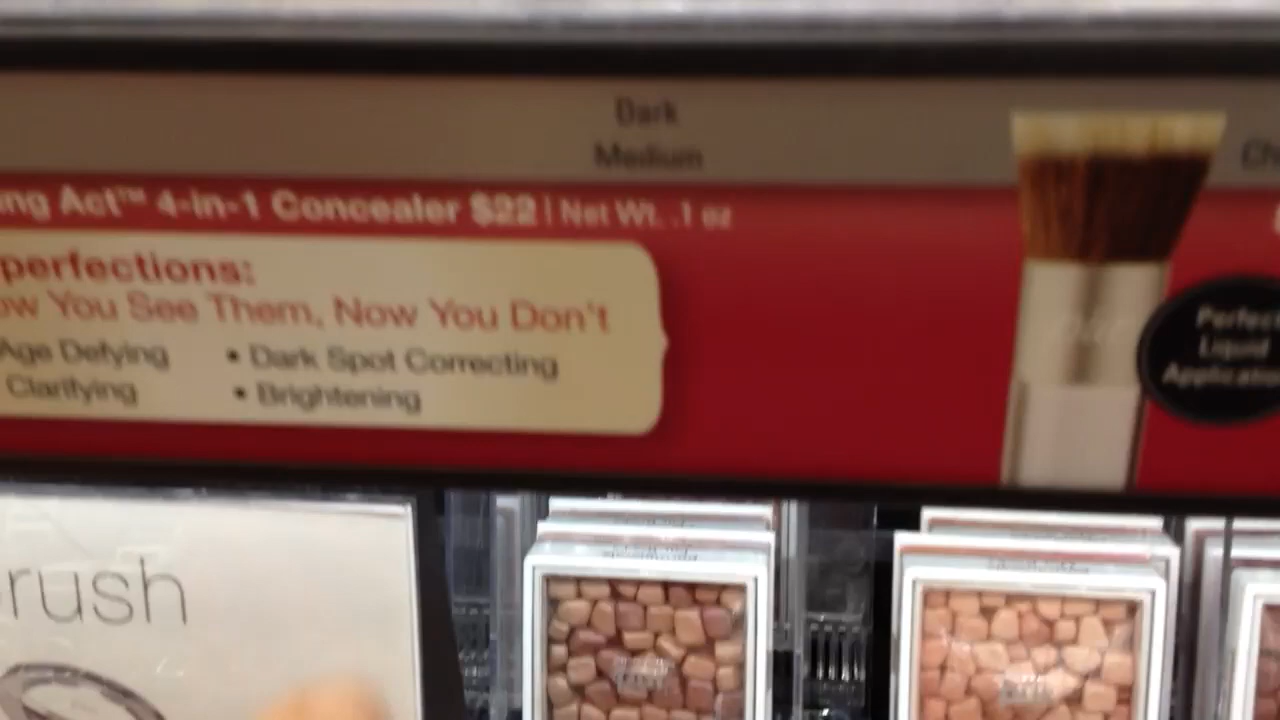 Dark
Medium
ng Act™ 4-in-1 Concealer $22 | Net Wt. .1 oz
perfections:
ow You See Them, Now You Don't
Age Defying • Dark Spot Correcting
Clarifying • Brightening
Perfect
Liquid
Applicatio
rush